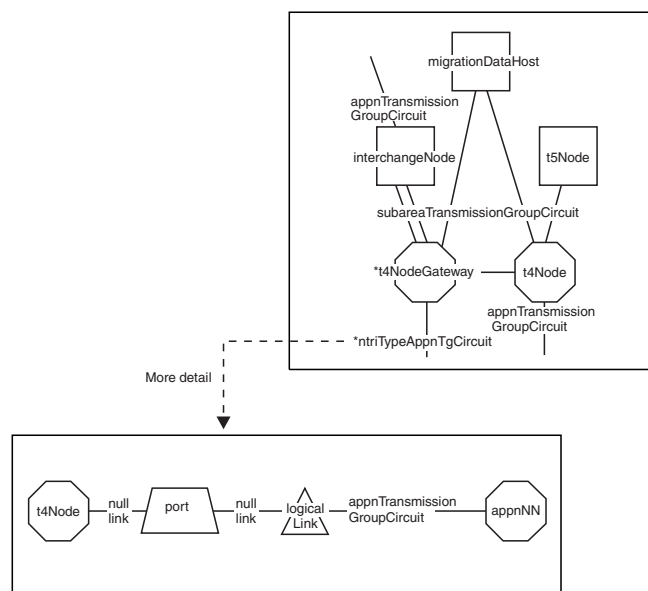 migrationDataHost
appnTransmission
GroupCircuit
interchangeNode
t5Node
subareaTransmissionGroupCircuit
*t4NodeGateway
t4Node
appnTransmission
GroupCircuit
*ntriTypeAppnTgCircuit
More detail
t4Node
null
link
port
null
link
logical
Link
appnTransmission
GroupCircuit
appnNN